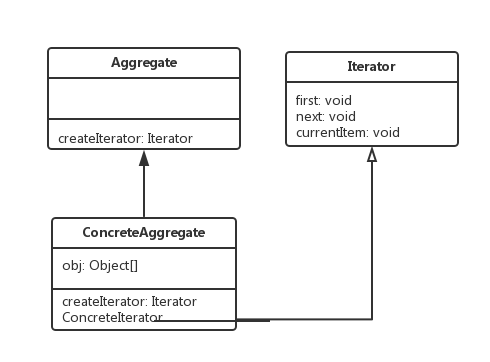 Aggregate
createIterator: Iterator
Iterator
first: void
next: void
currentItem: void
ConcreteAggregate
obj: Object[]
createIterator: Iterator
ConcreteIterator